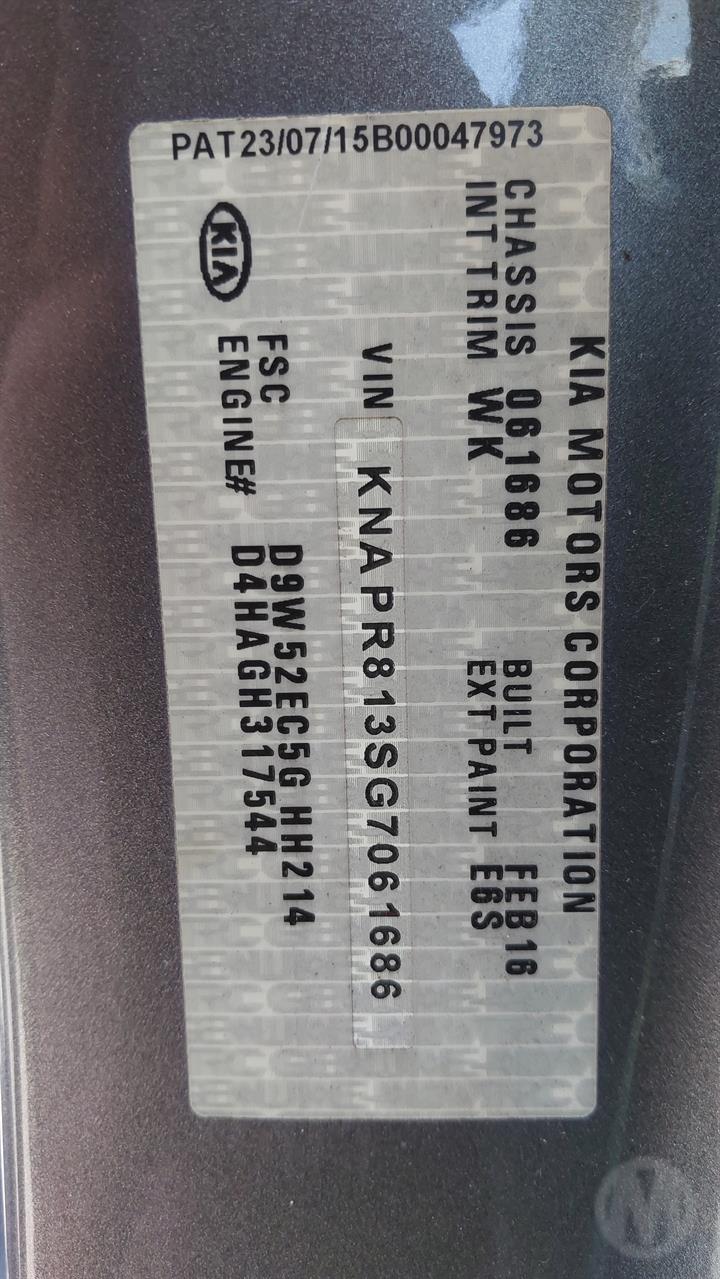 PAT23/07/15B00047973
KIA MOTORS CORPORATION
CHASSIS 061686 BUILT FEB16
INT TRIM WK EXT PAINT E6S
VIN KNAPR813SG7061686
KIA
FSC D9W52EC5G HH214
ENGINE# D4HAGH317544
M